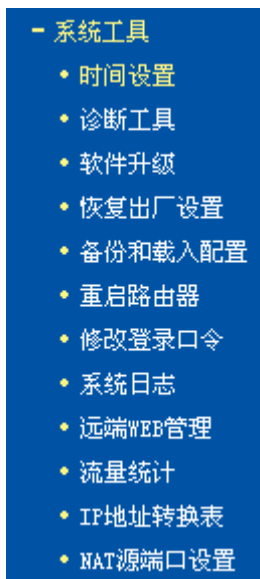 - 系统工具
• 时间设置
• 诊断工具
• 软件升级
• 恢复出厂设置
• 备份和载入配置
• 重启路由器
• 修改登录口令
• 系统日志
• 远端WEB管理
• 流量统计
• IP地址转换表
• NAT源端口设置